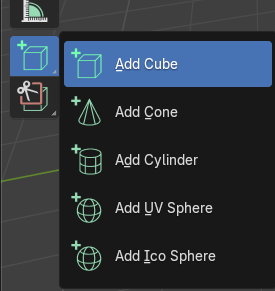 Add Cube
Add Cone
Add Cylinder
Add UV Sphere
Add Ico Sphere